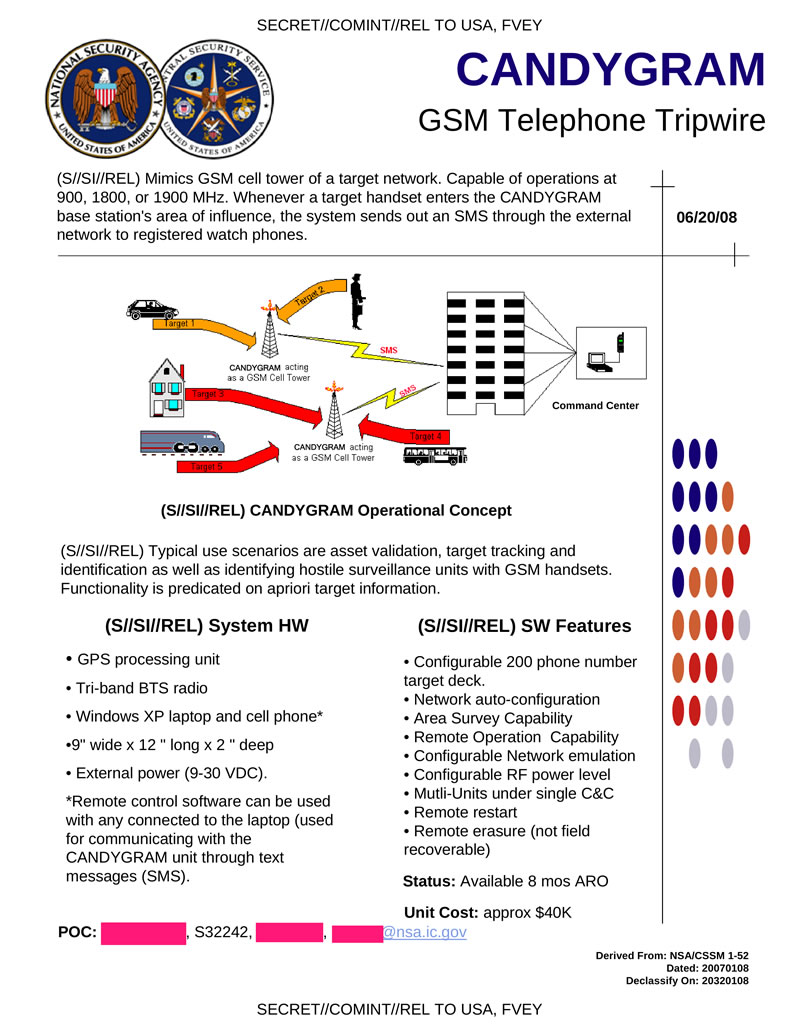 SECRET//COMINT//REL TO USA, FVEY
NATIONAL SECURITY AGENCY
UNITED STATES OF AMERICA
TRAL SECURITY SERVICE
UNITED STATES OF AMERICA
CANDYGRAM
GSM Telephone Tripwire
(S//SI//REL) Mimics GSM cell tower of a target network. Capable of operations at
900, 1800, or 1900 MHz. Whenever a target handset enters the CANDYGRAM
base station's area of influence, the system sends out an SMS through the external
network to registered watch phones.
06/20/08
Target 1
Target 2
CANDYGRAM acting
as a GSM Cell Tower
SMS
Target 3
SMS
Command Center
Target 4
CANDYGRAM acting
as a GSM Cell Tower
Target 5
(S//SI//REL) CANDYGRAM Operational Concept
(S//SI//REL) Typical use scenarios are asset validation, target tracking and
identification as well as identifying hostile surveillance units with GSM handsets.
Functionality is predicated on apriori target information.
(S//SI//REL) System HW
• GPS processing unit
• Tri-band BTS radio
• Windows XP laptop and cell phone*
•9" wide x 12 " long x 2 " deep
• External power (9-30 VDC).
*Remote control software can be used
with any connected to the laptop (used
for communicating with the
CANDYGRAM unit through text
messages (SMS).
(S//SI//REL) SW Features
• Configurable 200 phone number
target deck.
• Network auto-configuration
• Area Survey Capability
• Remote Operation  Capability
• Configurable Network emulation
• Configurable RF power level
• Mutli-Units under single C&C
• Remote restart
• Remote erasure (not field
recoverable)
Status: Available 8 mos ARO
Unit Cost: approx $40K
POC: , S32242, , @nsa.ic.gov
Derived From: NSA/CSSM 1-52
Dated: 20070108
Declassify On: 20320108
SECRET//COMINT//REL TO USA, FVEY